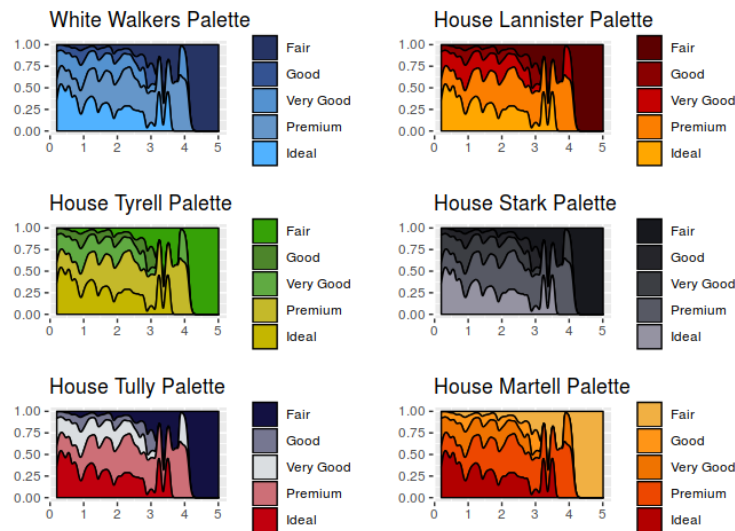 White Walkers Palette
1.00
0.75
0.50
0.25
0.00
0 1 2 3 4 5
Fair
Good
Very Good
Premium
Ideal
House Lannister Palette
1.00
0.75
0.50
0.25
0.00
0 1 2 3 4 5
Fair
Good
Very Good
Premium
Ideal
House Tyrell Palette
1.00
0.75
0.50
0.25
0.00
0 1 2 3 4 5
Fair
Good
Very Good
Premium
Ideal
House Stark Palette
1.00
0.75
0.50
0.25
0.00
0 1 2 3 4 5
Fair
Good
Very Good
Premium
Ideal
House Tully Palette
1.00
0.75
0.50
0.25
0.00
0 1 2 3 4 5
Fair
Good
Very Good
Premium
Ideal
House Martell Palette
1.00
0.75
0.50
0.25
0.00
0 1 2 3 4 5
Fair
Good
Very Good
Premium
Ideal